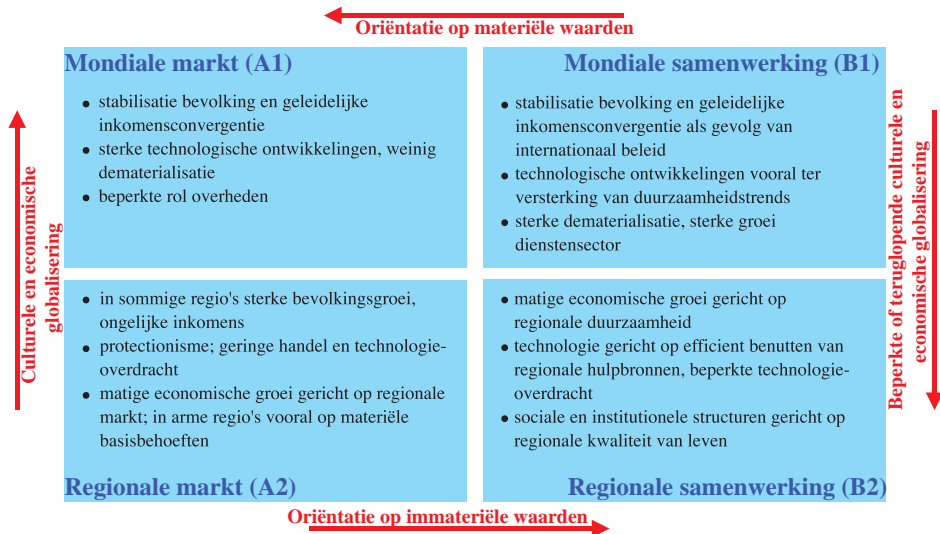 Oriëntatie op materiële waarden
Mondiale markt (A1)
• stabilisatie bevolking en geleidelijke
inkomensconvergentie
• sterke technologische ontwikkelingen, weinig
dematerialisatie
• beperkte rol overheden
Mondiale samenwerking (B1)
• stabilisatie bevolking en geleidelijke
inkomensconvergentie als gevolg van
internationaal beleid
• technologische ontwikkelingen vooral ter
versterking van duurzaamheidstrends
• sterke dematerialisatie, sterke groei
dienstensector
Culturele en economische
globalisering
Beperkte of teruglopende culturele en
economische globalisering
• in sommige regio's sterke bevolkingsgroei,
ongelijke inkomens
• protectionisme; geringe handel en technologie-
overdracht
• matige economische groei gericht op regionale
markt; in arme regio's vooral op materiële
basisbehoeften
Regionale markt (A2)
• matige economische groei gericht op
regionale duurzaamheid
• technologie gericht op efficient benutten van
regionale hulpbronnen, beperkte technologie-
overdracht
• sociale en institutionele structuren gericht op
regionale kwaliteit van leven
Regionale samenwerking (B2)
Oriëntatie op immateriële waarden